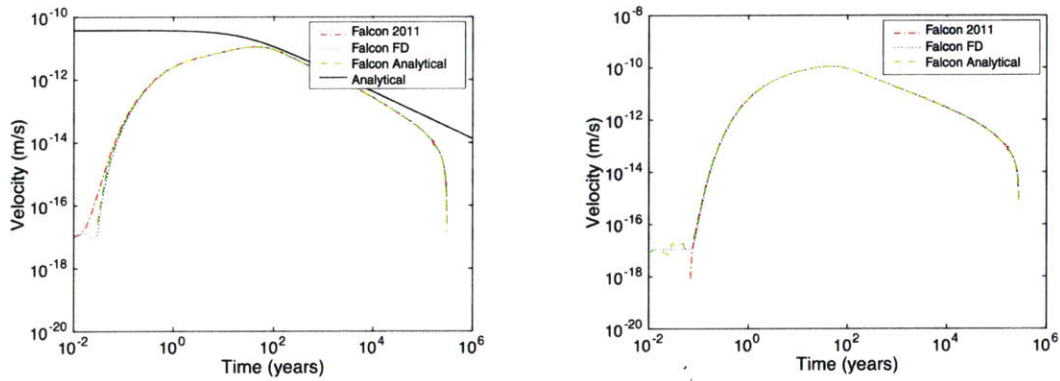 10^-10
10^-12
10^-14
10^-16
10^-18
10^-20
Velocity (m/s)
Falcon 2011
Falcon FD
Falcon Analytical
Analytical
10^-2 10^0 10^2 10^4 10^6
Time (years)
10^-8
10^-10
10^-12
10^-14
10^-16
10^-18
10^-20
Velocity (m/s)
Falcon 2011
Falcon FD
Falcon Analytical
10^-2 10^0 10^2 10^4 10^6
Time (years)